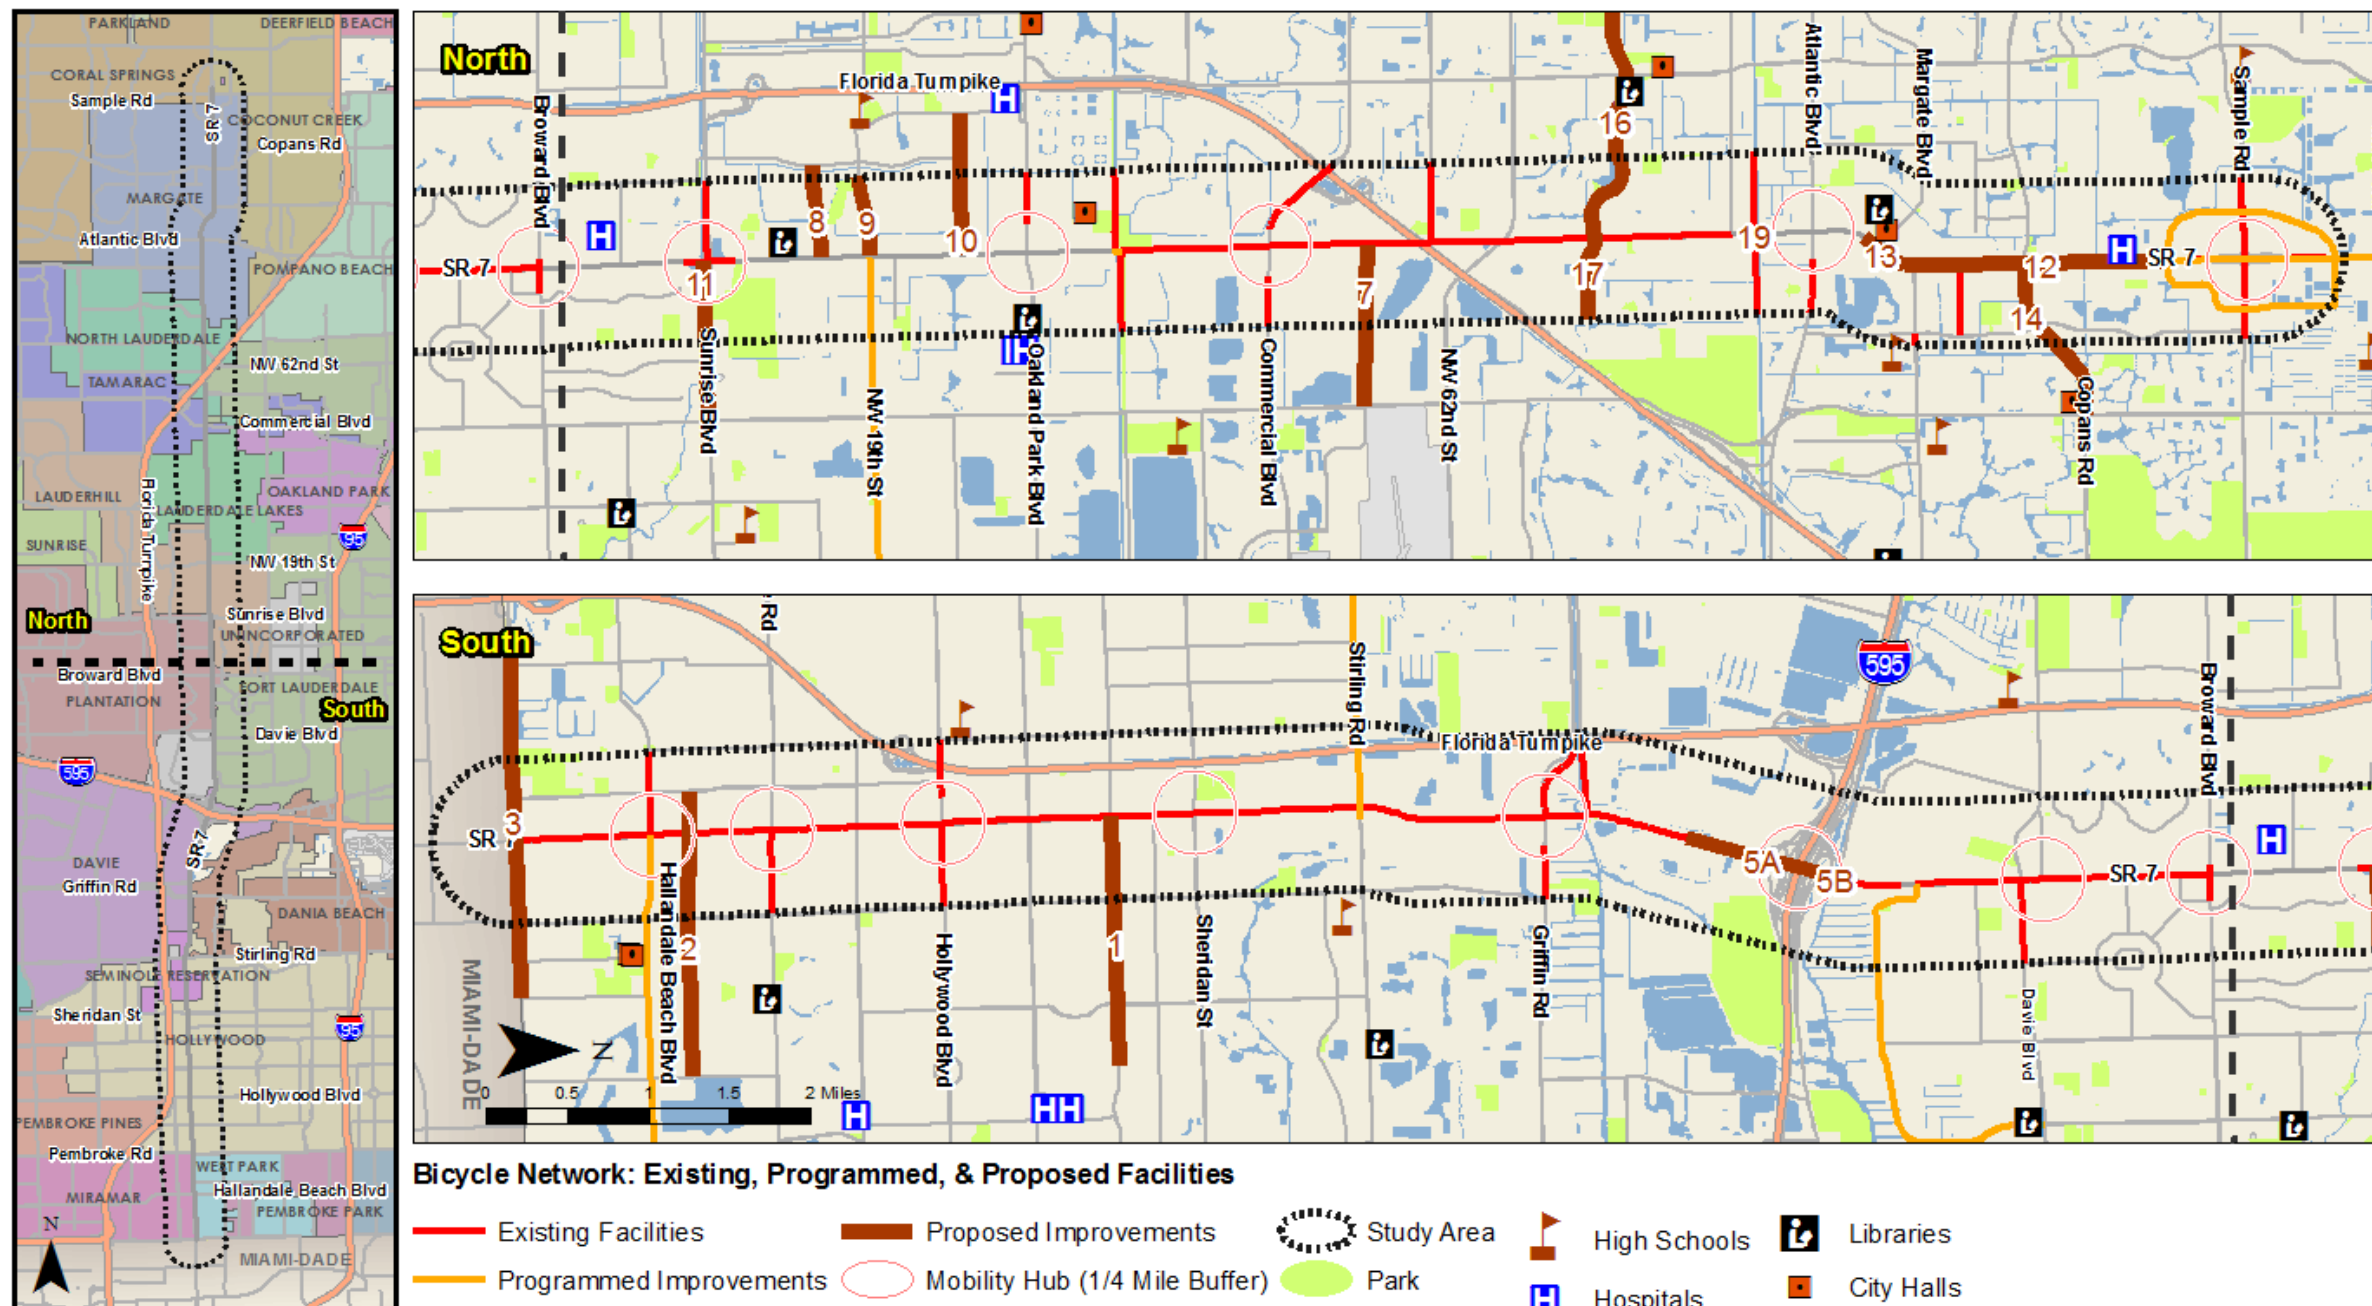 PARKLAND
DEERFIELD BEACH
CORAL SPRINGS
Sample Rd
SR 7
COCONUT CREEK
Copans Rd
MARGATE
Atlantic Blvd
POMPANO BEACH
NORTH LAUDERDALE
NW 62nd St
TAMARAC
Commercial Blvd
Florida Turnpike
LAUDERHILL
OAKLAND PARK
LAUDERDALE LAKES
95
SUNRISE
NW 19th St
North
Sunrise Blvd
UNINCORPORATED
Broward Blvd
FORT LAUDERDALE
PLANTATION
South
Davie Blvd
595
SR 7
DAVIE
Griffin Rd
DANIA BEACH
Stirling Rd
SEMINOLE RESERVATION
Sheridan St
95
HOLLYWOOD
Hollywood Blvd
PEMBROKE PINES
Pembroke Rd
WEST PARK
MIRAMAR
Hallandale Beach Blvd
PEMBROKE PARK
N
MIAMI-DADE
North
Florida Turnpike
H
Broward Blvd
Atlantic Blvd
Margate Blvd
Sample Rd
16
8
9
10
H
19
13
12
H
SR 7
SR 7
11
7
17
14
H
Sunrise Blvd
NW 19th St
Oakland Park Blvd
Commercial Blvd
NW 62nd St
Copans Rd
South
Rd
Stirling Rd
595
Broward Blvd
Florida Turnpike
3
SR 7
5A
5B
SR 7
H
Hallandale Beach Blvd
2
Hollywood Blvd
1
Sheridan St
Griffin Rd
Davie Blvd
MIAMI-DADE
N
0 0.5 1 1.5 2 Miles
H
HH
Bicycle Network: Existing, Programmed, & Proposed Facilities
Existing Facilities
Proposed Improvements
Study Area
High Schools
Libraries
Programmed Improvements
Mobility Hub (1/4 Mile Buffer)
Park
H
Hospitals
City Halls